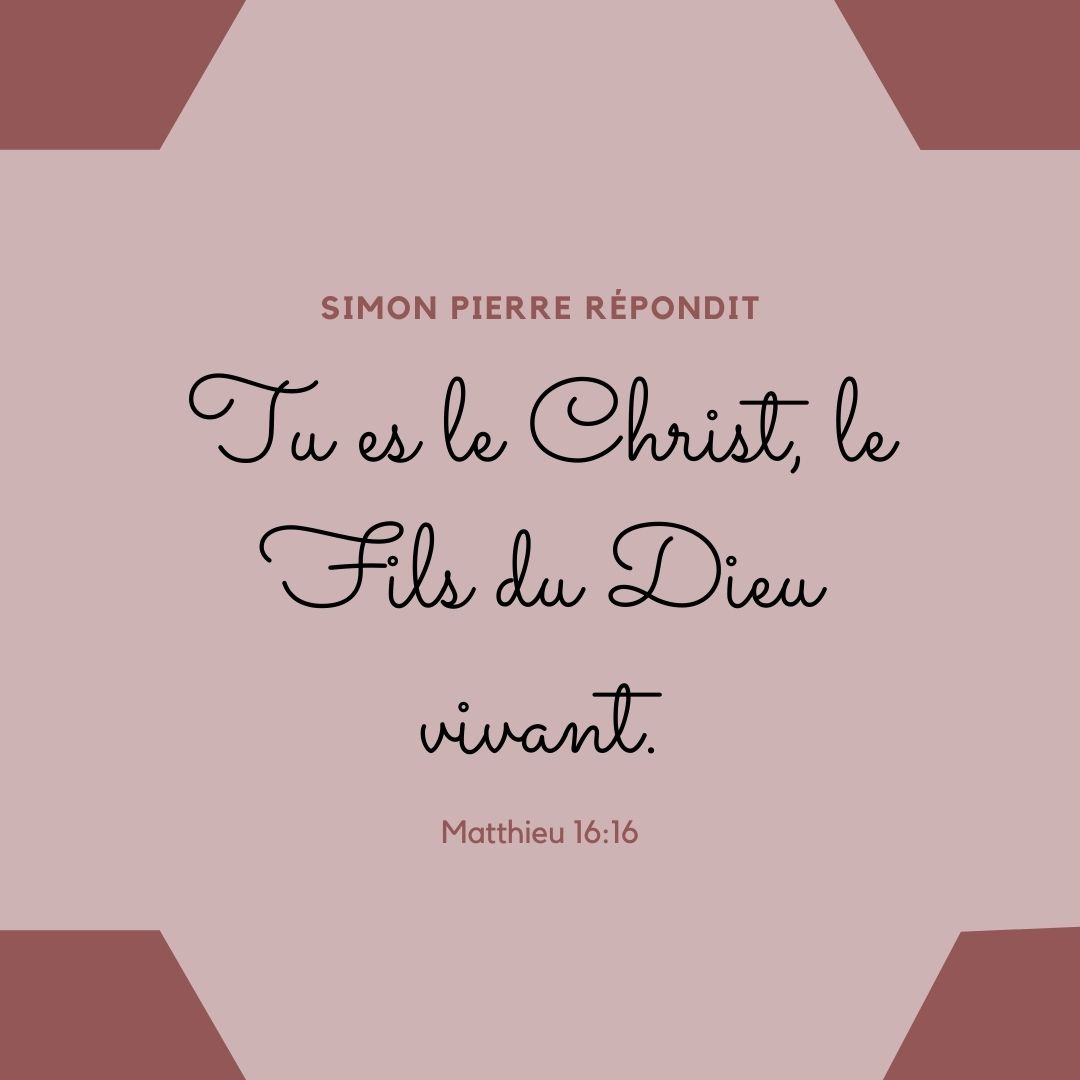 SIMON PIERRE RÉPONDIT
Tu es le Christ, le
Fils du Dieu
vivant.
Matthieu 16:16